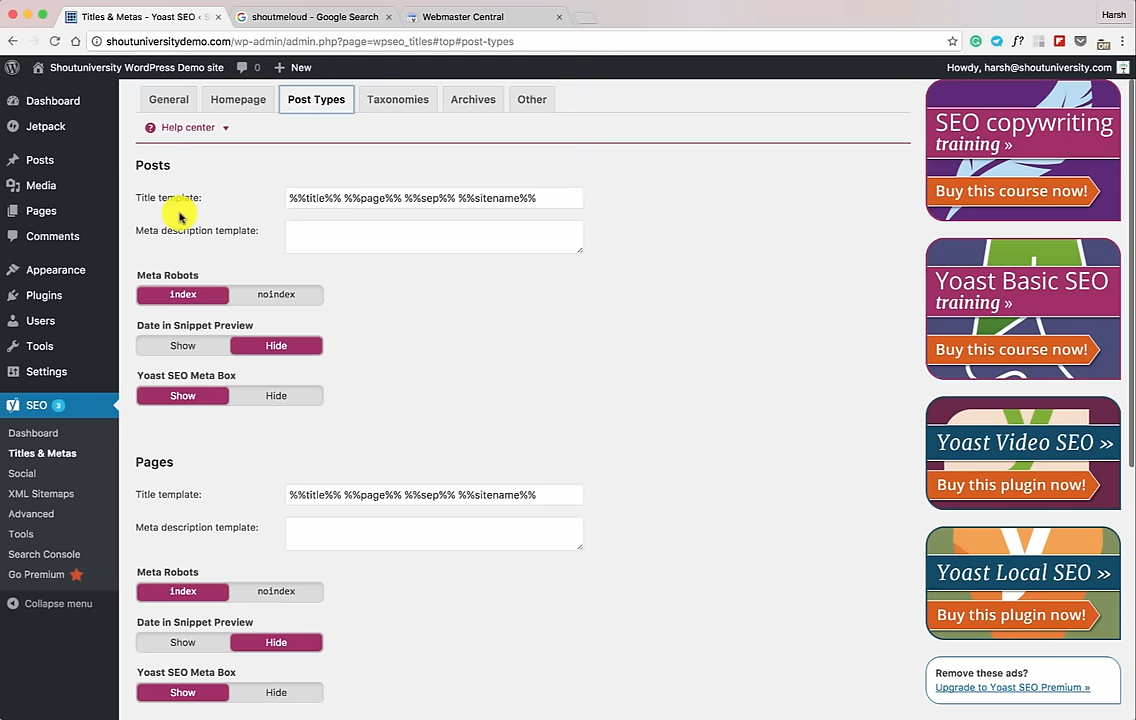 Titles & Metas - Yoast SEO ‹ S
shoutmeloud - Google Search
Webmaster Central
Harsh
shoutuniversitydemo.com/wp-admin/admin.php?page=wpseo_titles#top#post-types
f?
Off
Shoutuniversity WordPress Demo site
0
New
Howdy, harsh@shoutuniversity.com
Dashboard
Jetpack
Posts
Media
Pages
Comments
Appearance
Plugins
Users
Tools
Settings
SEO 3
Dashboard
Titles & Metas
Social
XML Sitemaps
Advanced
Tools
Search Console
Go Premium
Collapse menu
General
Homepage
Post Types
Taxonomies
Archives
Other
Help center
Posts
Title template:
%%title%% %%page%% %%sep%% %%sitename%%
Meta description template:
Meta Robots
index
noindex
Date in Snippet Preview
Show
Hide
Yoast SEO Meta Box
Show
Hide
Pages
Title template:
%%title%% %%page%% %%sep%% %%sitename%%
Meta description template:
Meta Robots
index
noindex
Date in Snippet Preview
Show
Hide
Yoast SEO Meta Box
Show
Hide
SEO copywriting
training »
Buy this course now!
Yoast Basic SEO
training »
Buy this course now!
Yoast Video SEO »
Buy this plugin now!
Yoast Local SEO »
Buy this plugin now!
Remove these ads?
Upgrade to Yoast SEO Premium »